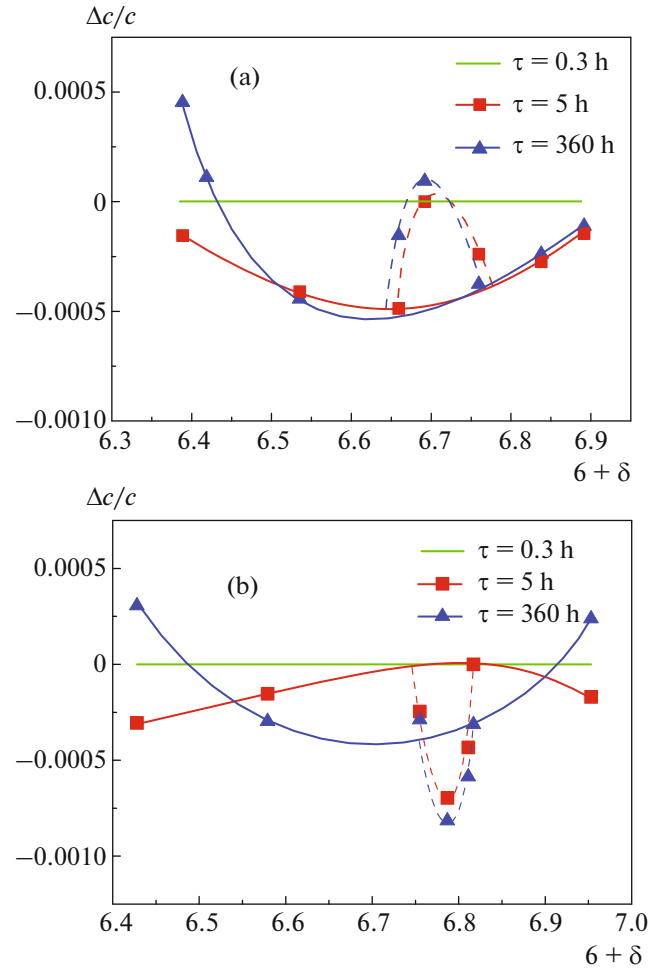 Δc/c
(a)
τ = 0.3 h
τ = 5 h
τ = 360 h
0.0005
0
−0.0005
−0.0010
6.3 6.4 6.5 6.6 6.7 6.8 6.9
6 + δ
Δc/c
(b)
τ = 0.3 h
τ = 5 h
τ = 360 h
0.0005
0
−0.0005
−0.0010
6.4 6.5 6.6 6.7 6.8 6.9 7.0
6 + δ